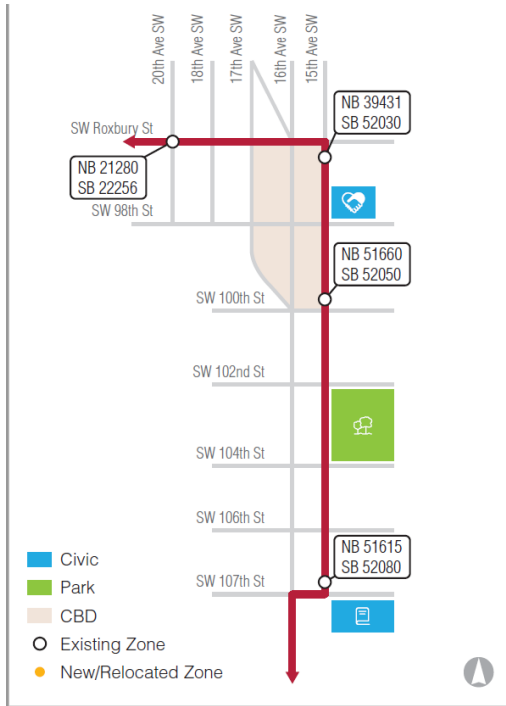 20th Ave SW
18th Ave SW
17th Ave SW
16th Ave SW
15th Ave SW
NB 39431
SB 52030
SW Roxbury St
NB 21280
SB 22256
SW 98th St
NB 51660
SB 52050
SW 100th St
SW 102nd St
SW 104th St
SW 106th St
NB 51615
SB 52080
SW 107th St
Civic
Park
CBD
Existing Zone
New/Relocated Zone